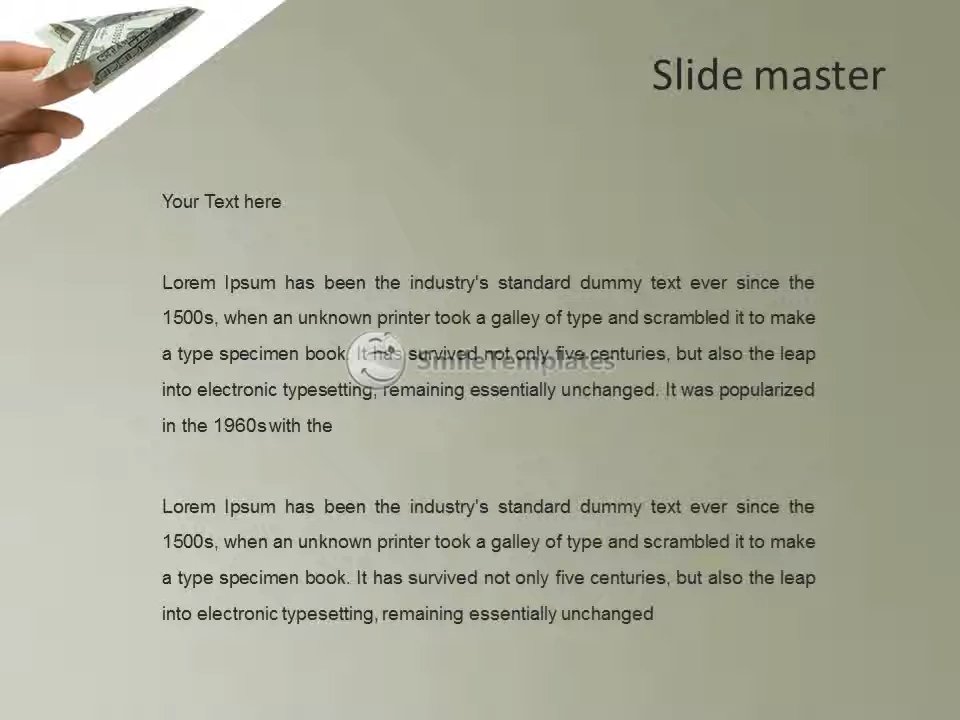 Slide master
Your Text here
Lorem Ipsum has been the industry's standard dummy text ever since the
1500s, when an unknown printer took a galley of type and scrambled it to make
a type specimen book. It has survived not only five centuries, but also the leap
SmileTemplates
into electronic typesetting, remaining essentially unchanged. It was popularized
in the 1960s with the
Lorem Ipsum has been the industry's standard dummy text ever since the
1500s, when an unknown printer took a galley of type and scrambled it to make
a type specimen book. It has survived not only five centuries, but also the leap
into electronic typesetting, remaining essentially unchanged